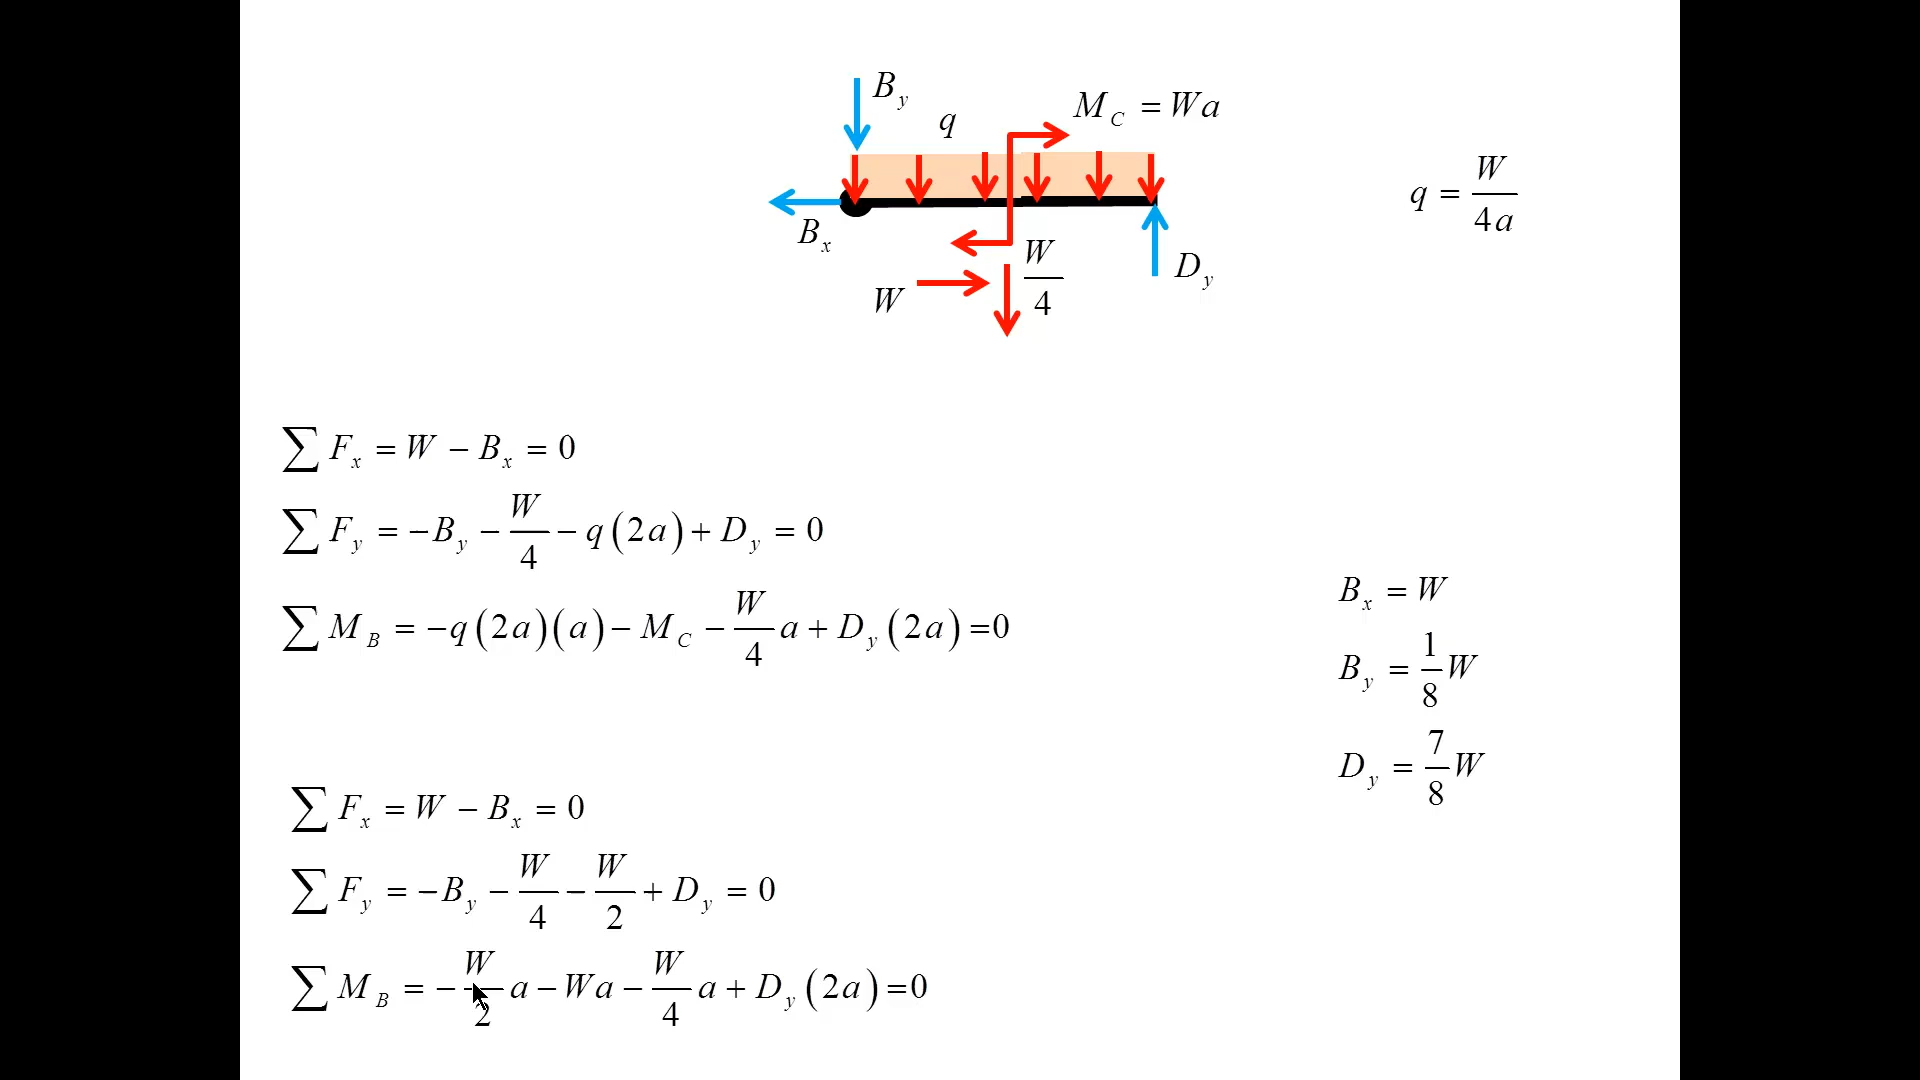 B_y
q
M_C = Wa
q = W/4a
B_x
W
W/4
D_y
∑ F_x = W − B_x = 0
∑ F_y = −B_y − W/4 − q(2a) + D_y = 0
∑ M_B = −q(2a)(a) − M_C − W/4 a + D_y(2a) = 0
B_x = W
B_y = 1/8 W
D_y = 7/8 W
∑ F_x = W − B_x = 0
∑ F_y = −B_y − W/4 − W/2 + D_y = 0
∑ M_B = −W/2 a − Wa − W/4 a + D_y(2a) = 0